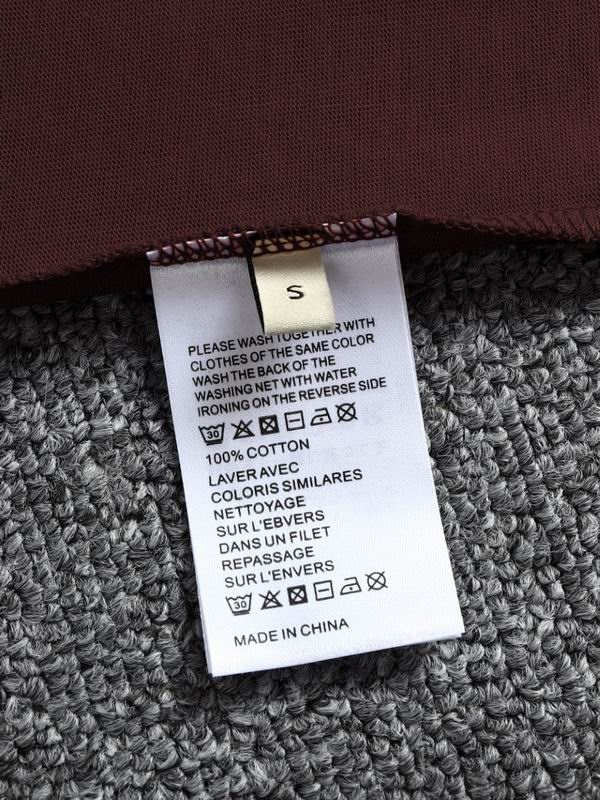 S
PLEASE WASH TOGETHER WITH
CLOTHES OF THE SAME COLOR
WASH THE BACK OF THE
WASHING NET WITH WATER
IRONING ON THE REVERSE SIDE
30
100% COTTON
LAVER AVEC
COLORIS SIMILARES
NETTOYAGE
SUR L'EBVERS
DANS UN FILET
REPASSAGE
SUR L'ENVERS
30
MADE IN CHINA